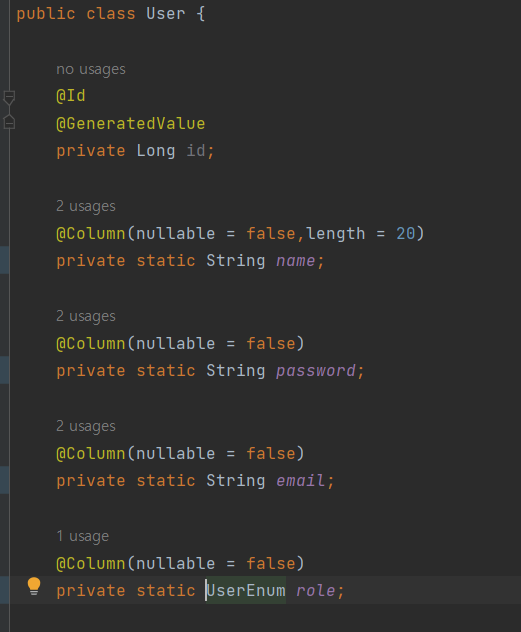 public class User {
no usages
@Id
@GeneratedValue
private Long id;
2 usages
@Column(nullable = false,length = 20)
private static String name;
2 usages
@Column(nullable = false)
private static String password;
2 usages
@Column(nullable = false)
private static String email;
1 usage
@Column(nullable = false)
private static UserEnum role;